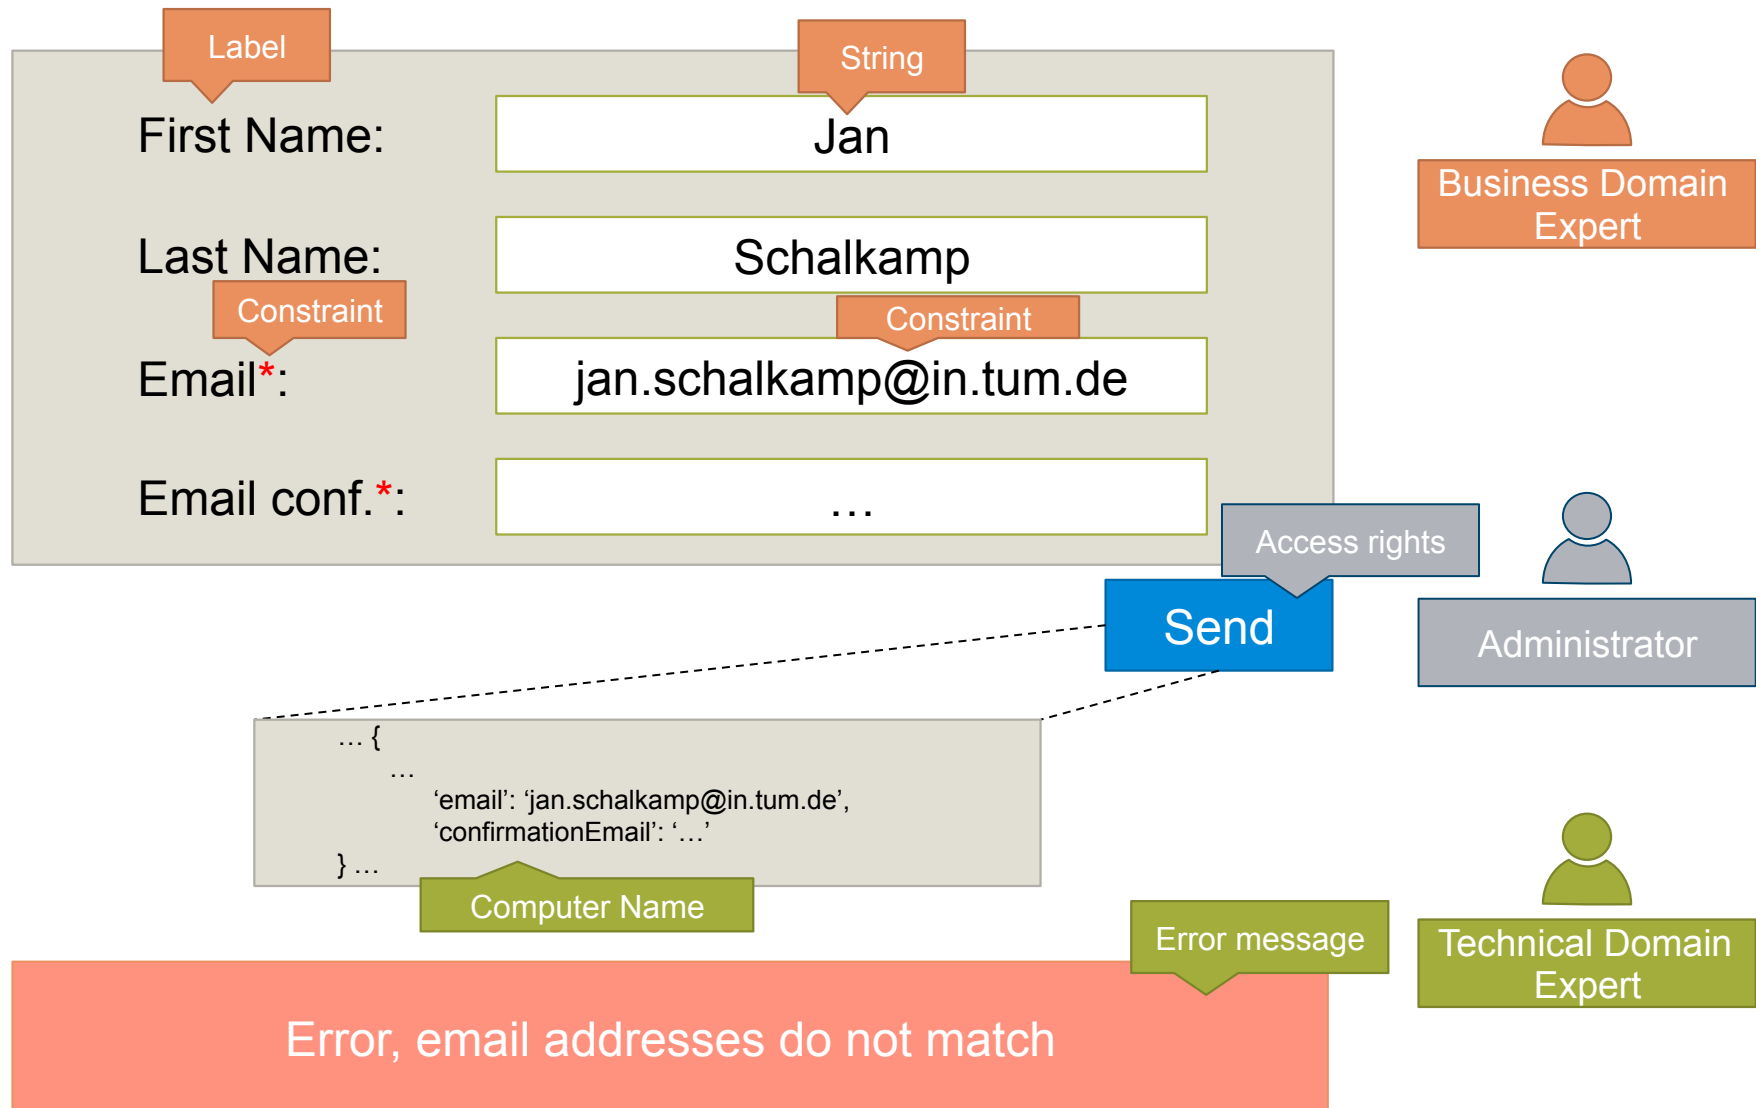 Label
String
First Name:
Jan
Business Domain
Expert
Last Name:
Schalkamp
Constraint
Constraint
Email*:
jan.schalkamp@in.tum.de
Email conf.*:
…
Access rights
Send
Administrator
… {
…
‘email’: ‘jan.schalkamp@in.tum.de’,
‘confirmationEmail’: ‘…’
} …
Computer Name
Error message
Technical Domain
Expert
Error, email addresses do not match